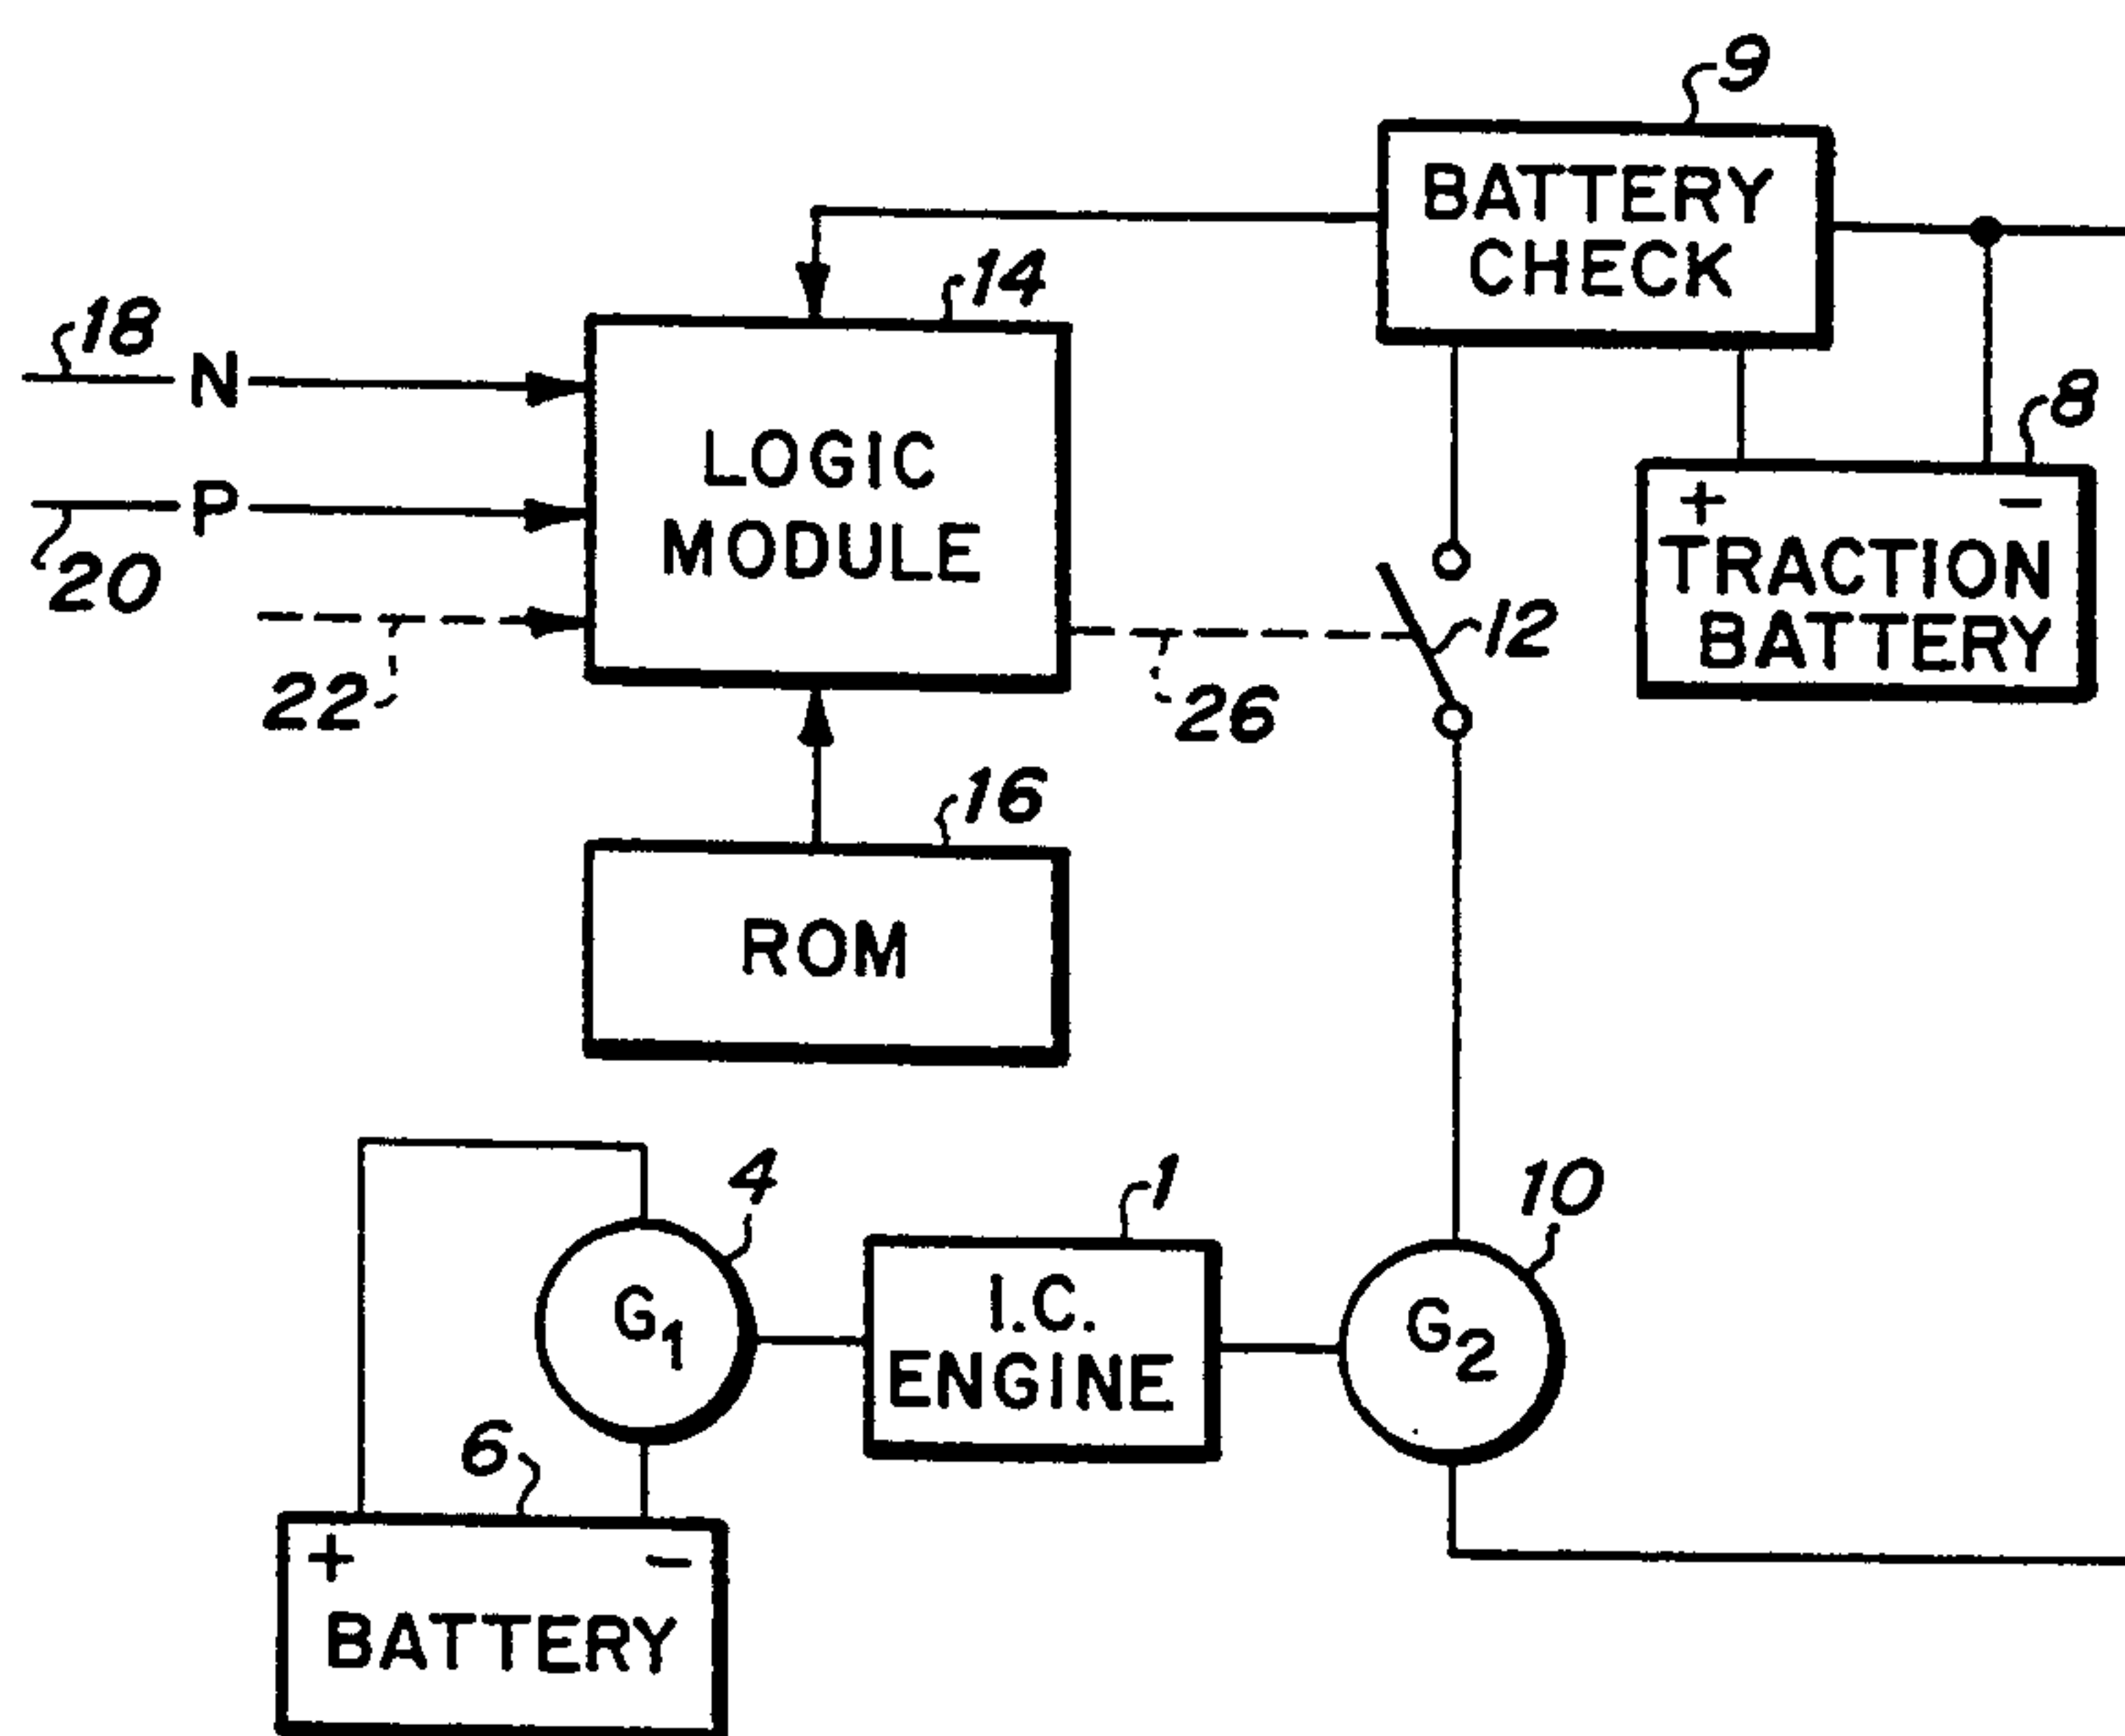 9
BATTERY
CHECK
14
18
N
8
LOGIC
MODULE
P
20
+ −
TRACTION
BATTERY
12
22
26
16
ROM
4
1
10
G1
I.C.
ENGINE
G2
6
+ −
BATTERY